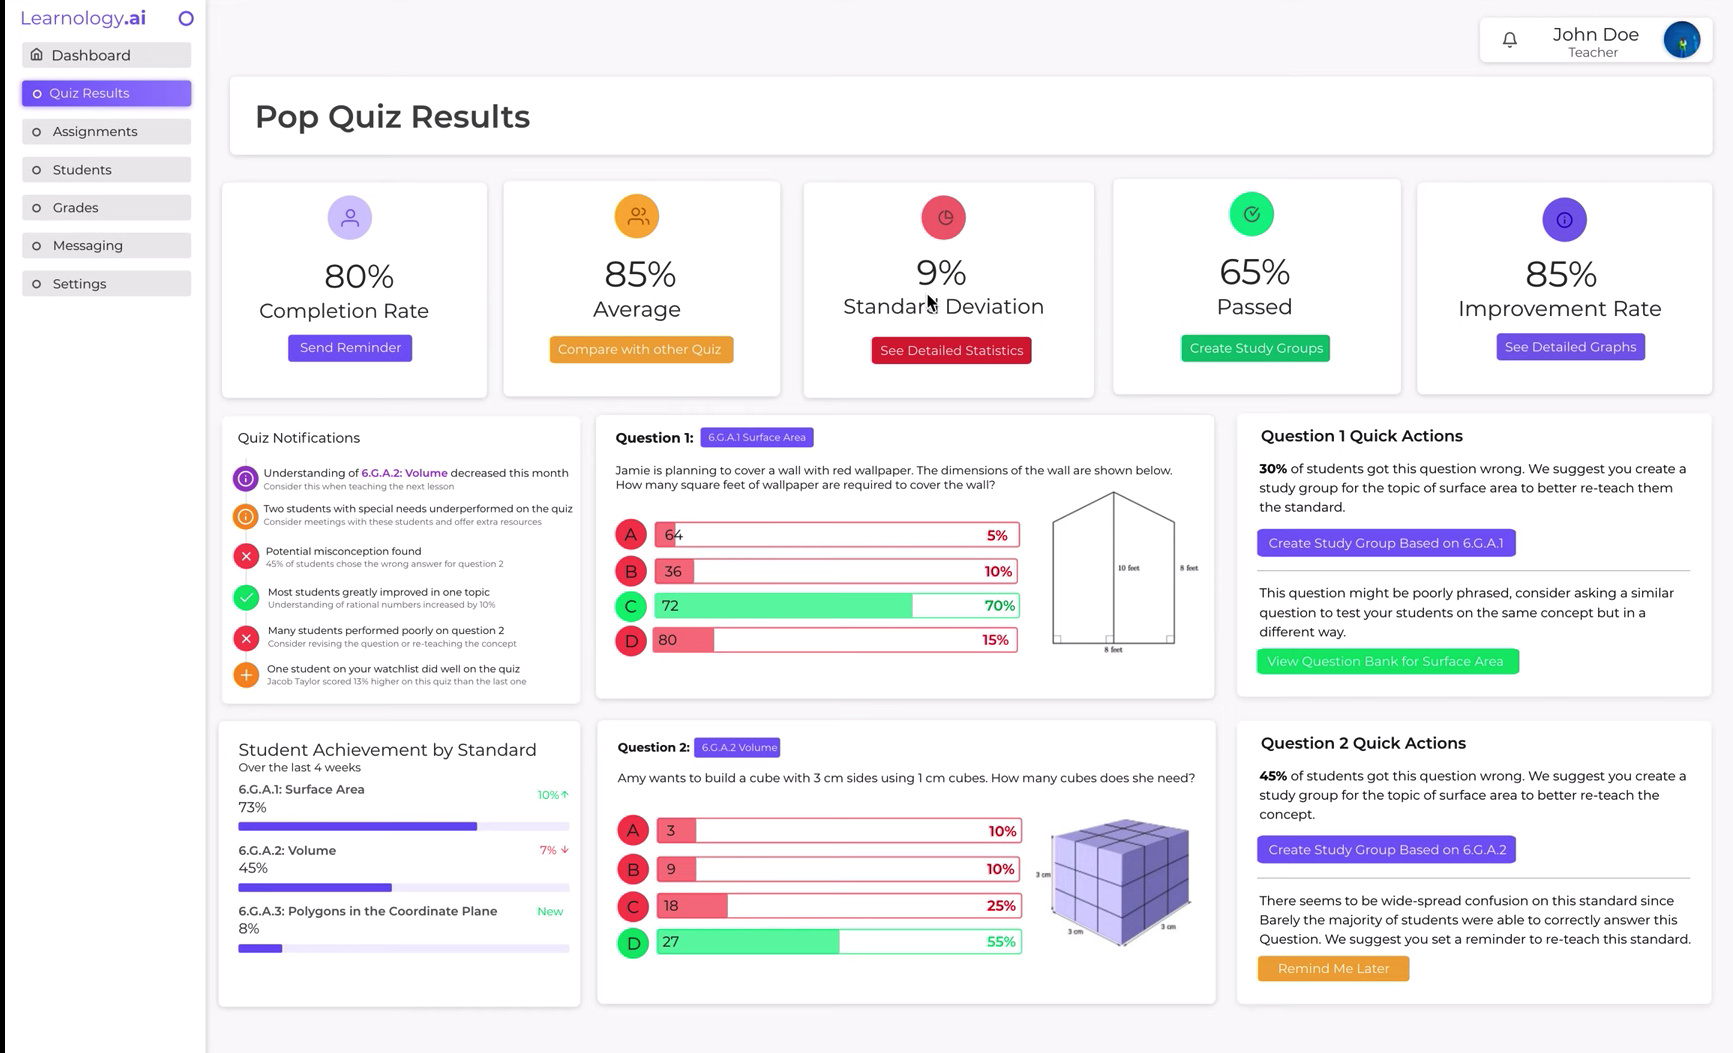 Learnology.ai
Dashboard
Quiz Results
Assignments
Students
Grades
Messaging
Settings
John Doe
Teacher
Pop Quiz Results
80%
Completion Rate
Send Reminder
85%
Average
Compare with other Quiz
9%
Standard Deviation
See Detailed Statistics
65%
Passed
Create Study Groups
85%
Improvement Rate
See Detailed Graphs
Quiz Notifications
Understanding of 6.G.A.2: Volume decreased this month
Consider this when teaching the next lesson
Two students with special needs underperformed on the quiz
Consider meetings with these students and offer extra resources
Potential misconception found
45% of students chose the wrong answer for question 2
Most students greatly improved in one topic
Understanding of rational numbers increased by 10%
Many students performed poorly on question 2
Consider revising the question or re-teaching the concept
One student on your watchlist did well on the quiz
Jacob Taylor scored 13% higher on this quiz than the last one
Question 1: 6.G.A.1 Surface Area
Jamie is planning to cover a wall with red wallpaper. The dimensions of the wall are shown below.
How many square feet of wallpaper are required to cover the wall?
A 64 5%
B 36 10%
C 72 70%
D 80 15%
10 feet
8 feet
8 feet
Question 1 Quick Actions
30% of students got this question wrong. We suggest you create a
study group for the topic of surface area to better re-teach them
the standard.
Create Study Group Based on 6.G.A.1
This question might be poorly phrased, consider asking a similar
question to test your students on the same concept but in a
different way.
View Question Bank for Surface Area
Student Achievement by Standard
Over the last 4 weeks
6.G.A.1: Surface Area
73%
10%↑
6.G.A.2: Volume
45%
7% ↓
6.G.A.3: Polygons in the Coordinate Plane
8%
New
Question 2: 6.G.A.2 Volume
Amy wants to build a cube with 3 cm sides using 1 cm cubes. How many cubes does she need?
A 3 10%
B 9 10%
C 18 25%
D 27 55%
3 cm
3 cm
3 cm
Question 2 Quick Actions
45% of students got this question wrong. We suggest you create a
study group for the topic of surface area to better re-teach the
concept.
Create Study Group Based on 6.G.A.2
There seems to be wide-spread confusion on this standard since
Barely the majority of students were able to correctly answer this
Question. We suggest you set a reminder to re-teach this standard.
Remind Me Later